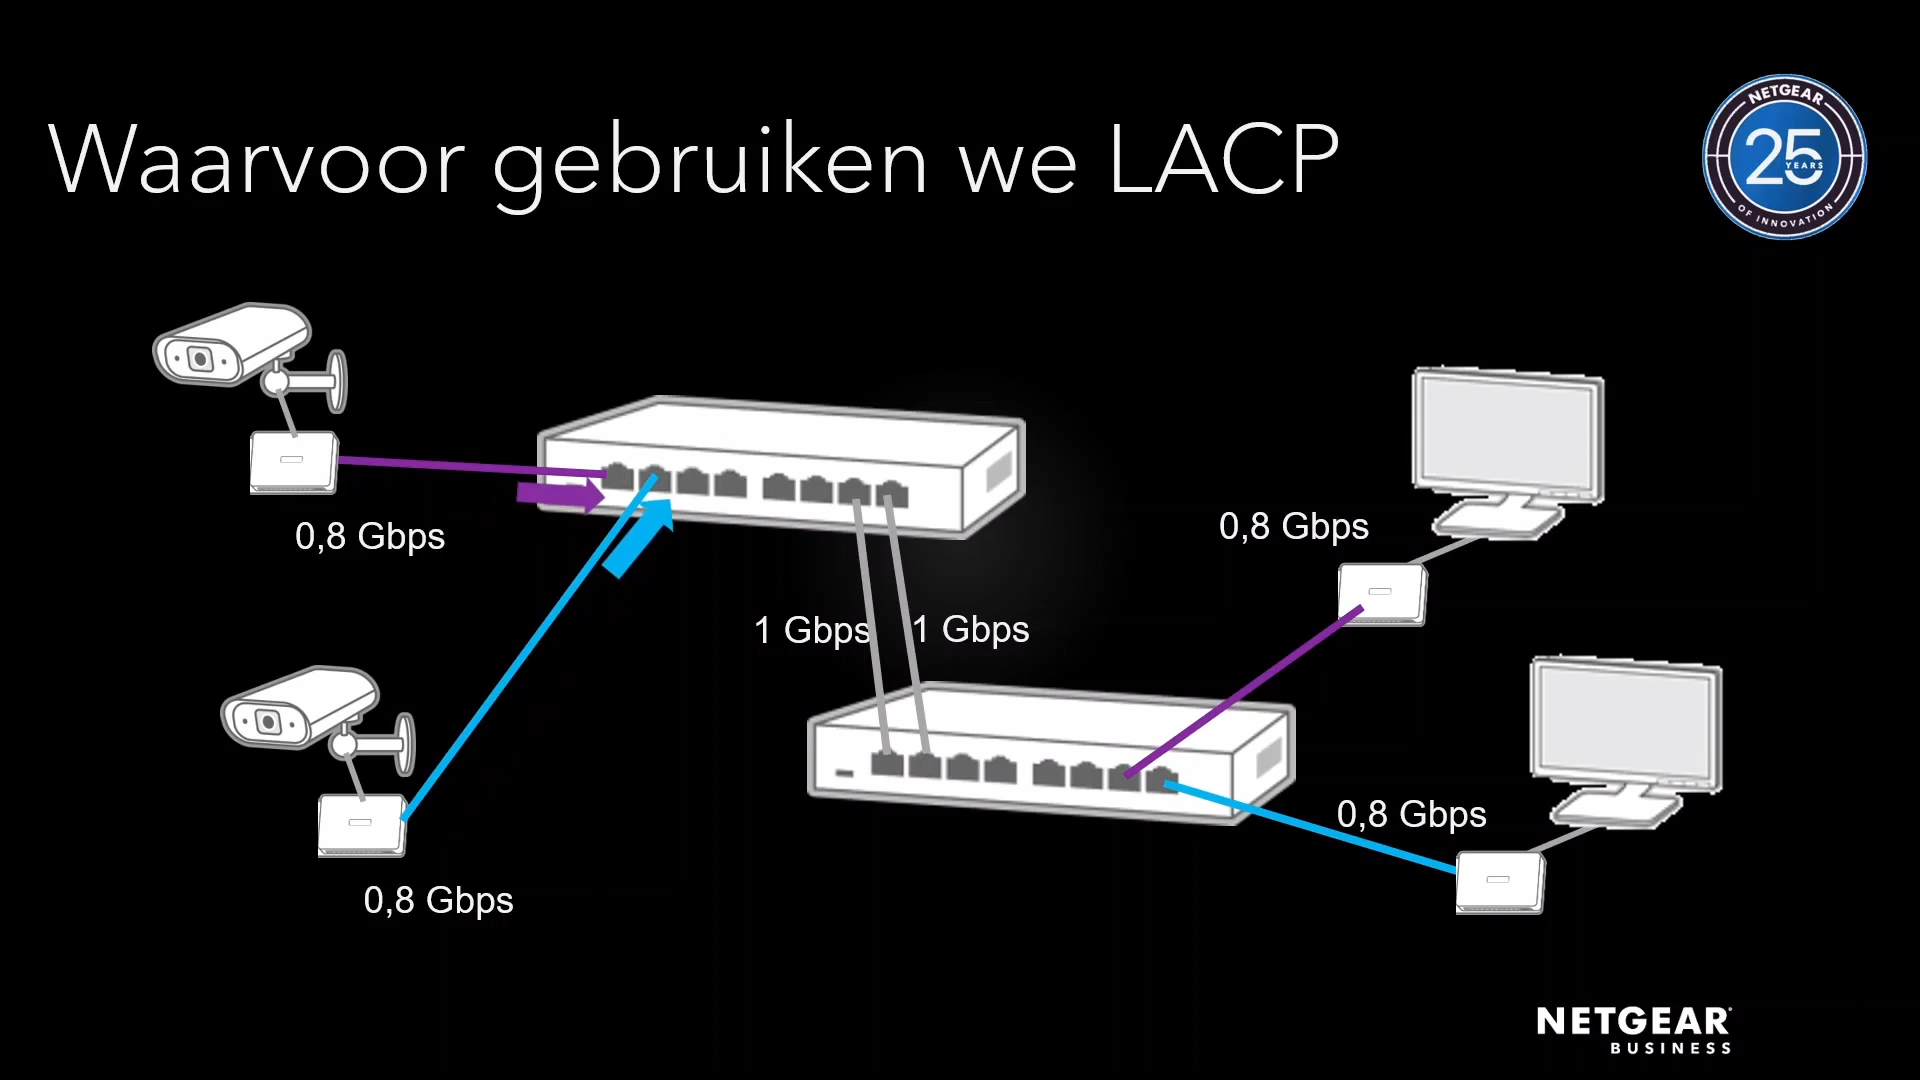 Waarvoor gebruiken we LACP
NETGEAR
25
YEARS
OF INNOVATION
0,8 Gbps
0,8 Gbps
1 Gbps
1 Gbps
0,8 Gbps
0,8 Gbps
NETGEAR
BUSINESS